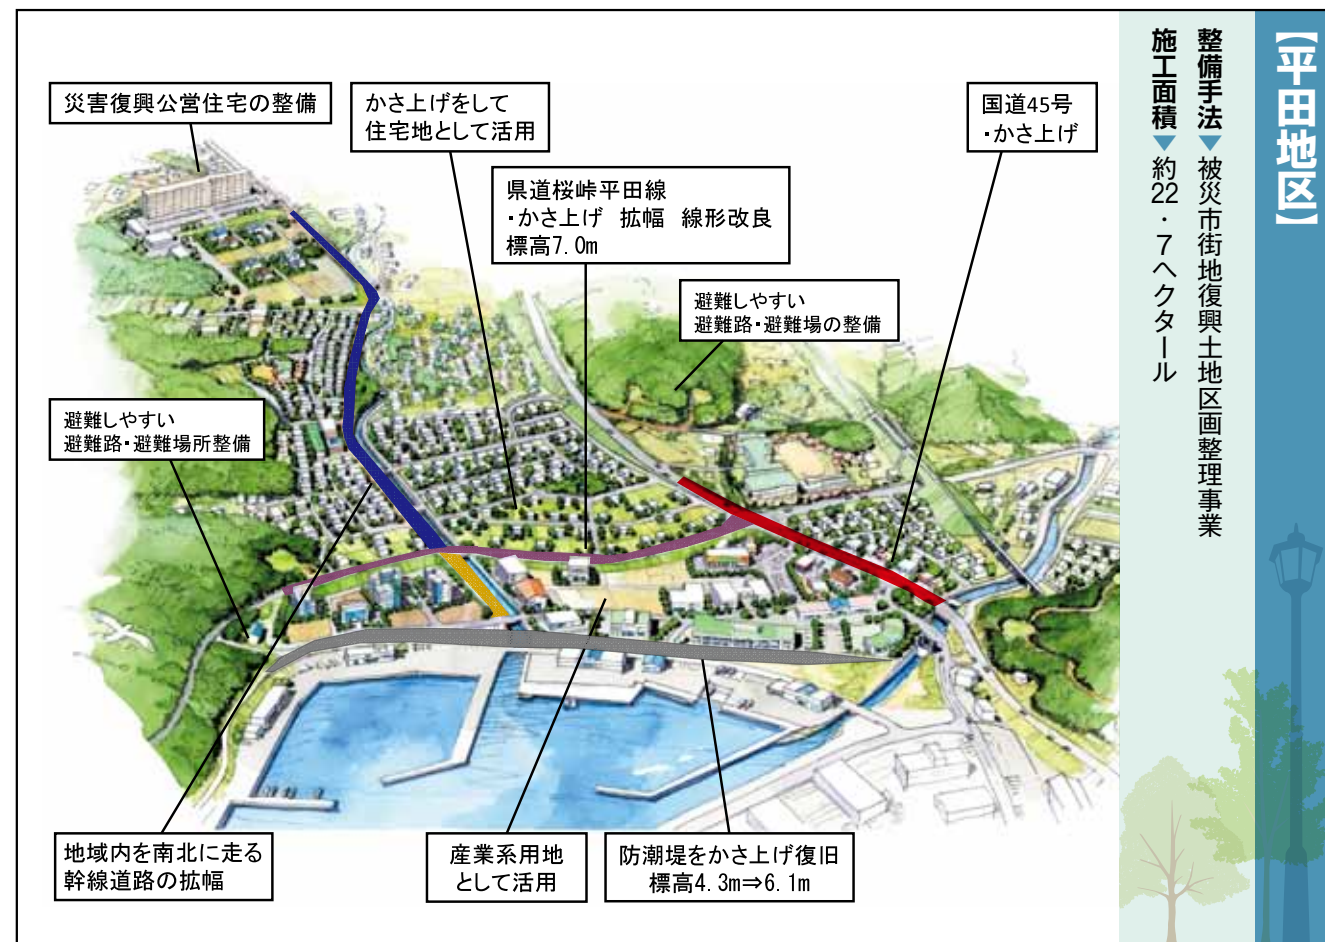 【平田地区】
整備手法▼被災市街地復興土地区画整理事業
施工面積▼約22・7ヘクタール
災害復興公営住宅の整備
かさ上げをして
住宅地として活用
国道45号
・かさ上げ
県道桜峠平田線
・かさ上げ 拡幅 線形改良
標高7.0m
避難しやすい
避難路・避難場の整備
避難しやすい
避難路・避難場所整備
地域内を南北に走る
幹線道路の拡幅
産業系用地
として活用
防潮堤をかさ上げ復旧
標高4.3m⇒6.1m